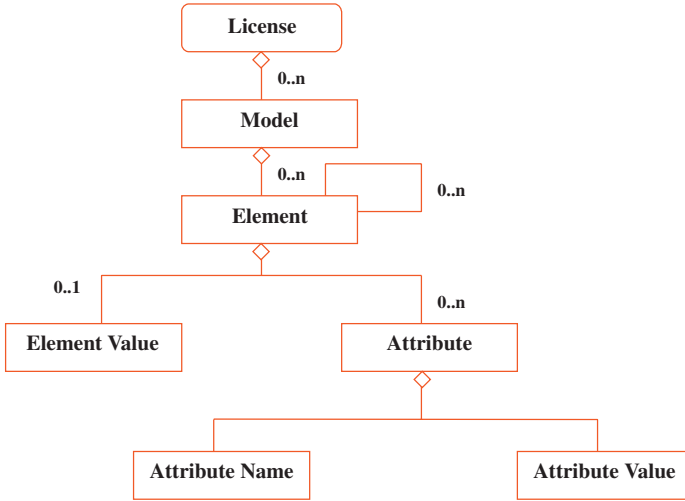 License
0..n
Model
0..n
0..n
Element
0..1
0..n
Element Value
Attribute
Attribute Name
Attribute Value